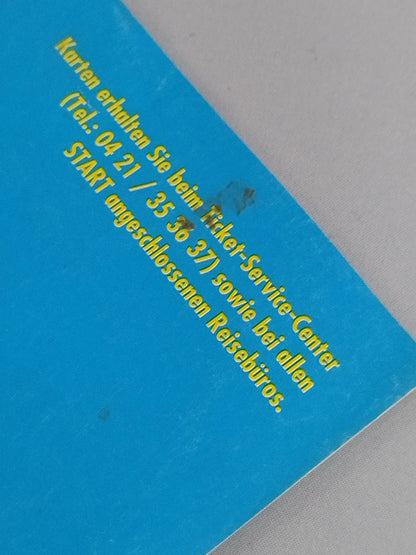 Karten erhalten Sie beim Ticket-Service-Center
(Tel.: 04 21 / 35 36 37) sowie bei allen
START angeschlossenen Reisebüros.